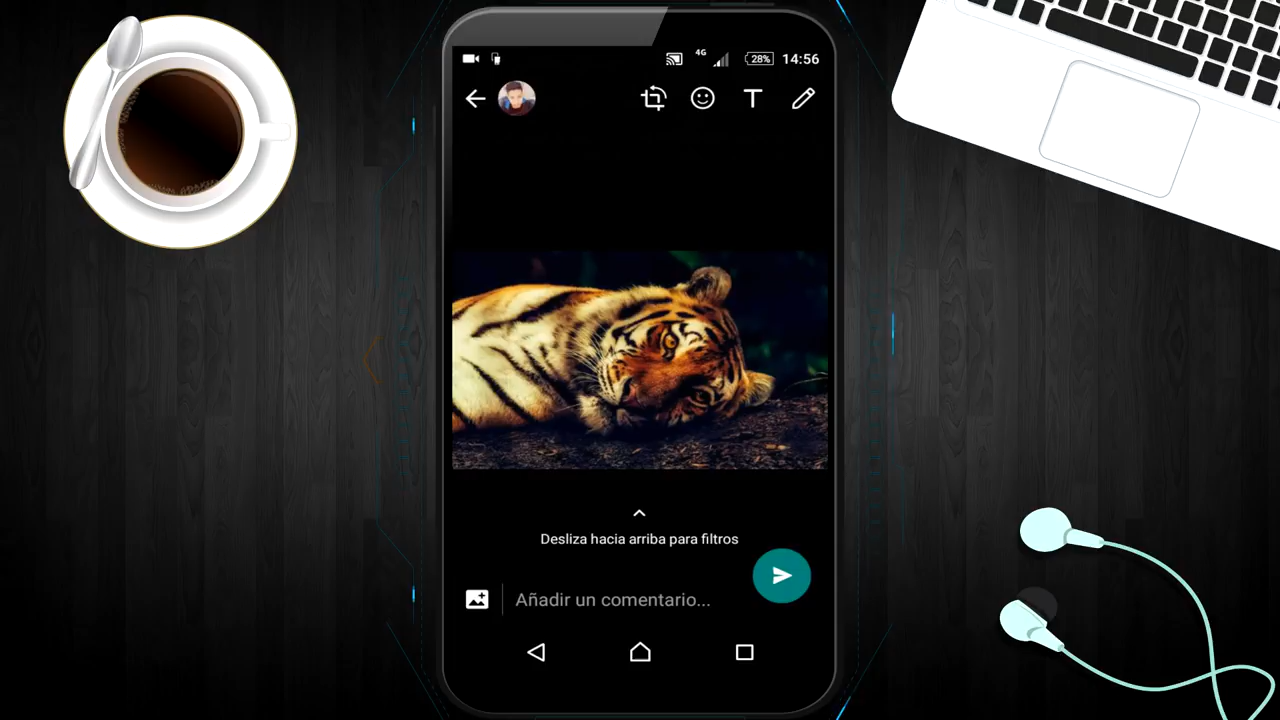 4G
28%
14:56
T
Desliza hacia arriba para filtros
Añadir un comentario...